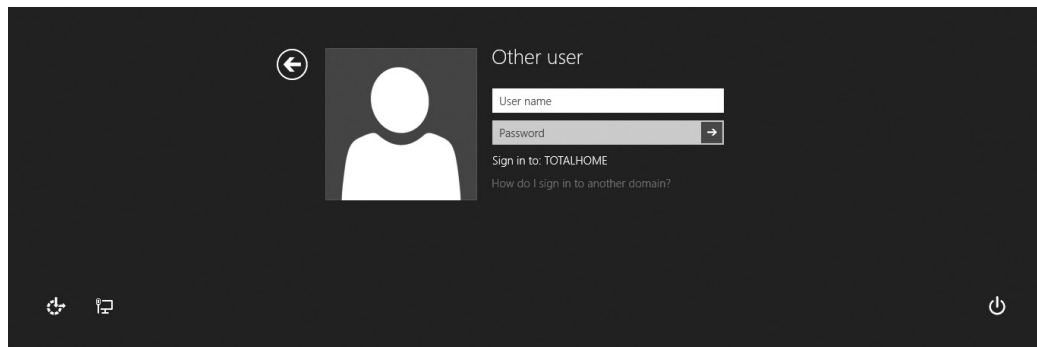 Other user
User name
Password
Sign in to: TOTALHOME
How do I sign in to another domain?